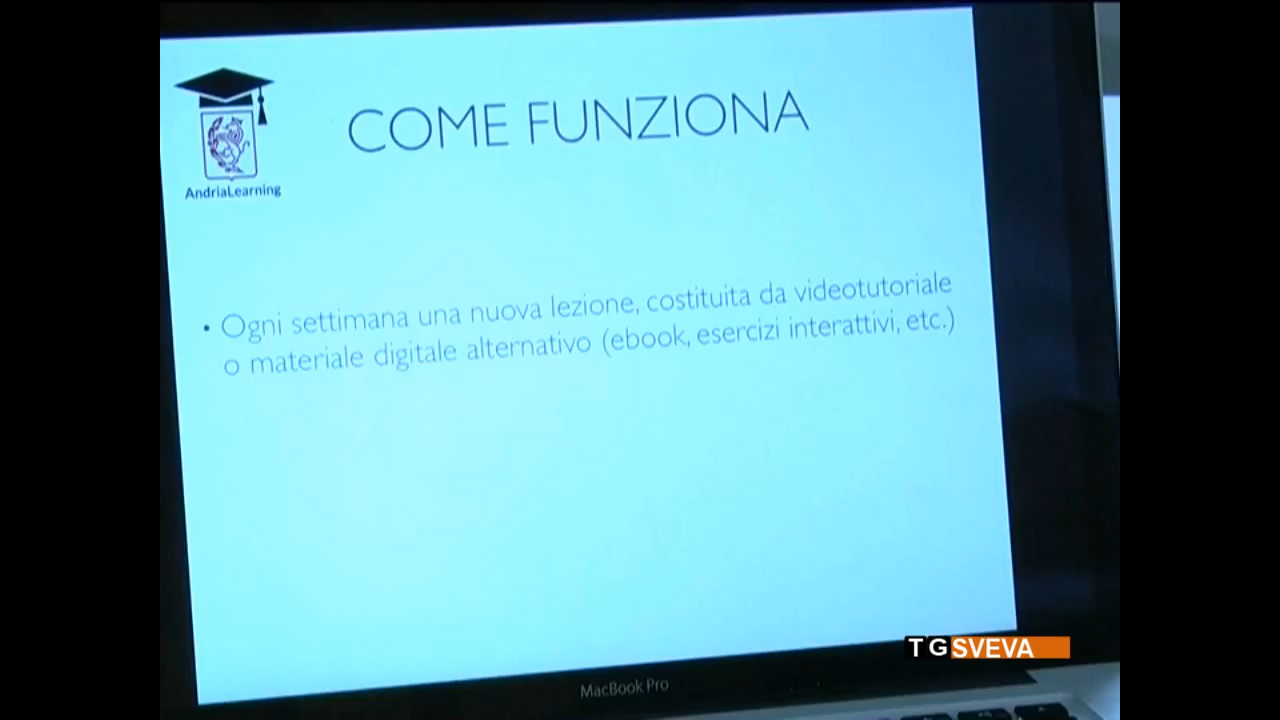 COME FUNZIONA
AndriaLearning
• Ogni settimana una nuova lezione, costituita da videotutoriale
o materiale digitale alternativo (ebook, esercizi interattivi, etc.)
TGSVEVA
MacBook Pro